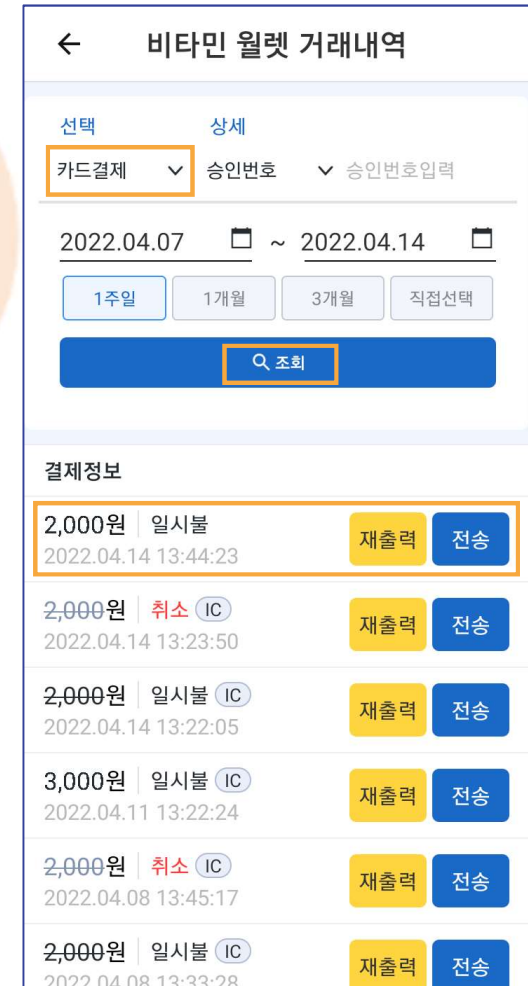 비타민 월렛 거래내역
선택 상세
카드결제 승인번호 승인번호입력
2022.04.07 ~ 2022.04.14
1주일 1개월 3개월 직접선택
조회
결제정보
2,000원 일시불 재출력 전송
2022.04.14 13:44:23
2,000원 취소 IC 재출력 전송
2022.04.14 13:23:50
2,000원 일시불 IC 재출력 전송
2022.04.14 13:22:05
3,000원 일시불 IC 재출력 전송
2022.04.11 13:22:24
2,000원 취소 IC 재출력 전송
2022.04.08 13:45:17
2,000원 일시불 IC 재출력 전송
2022.04.08 13:33:28